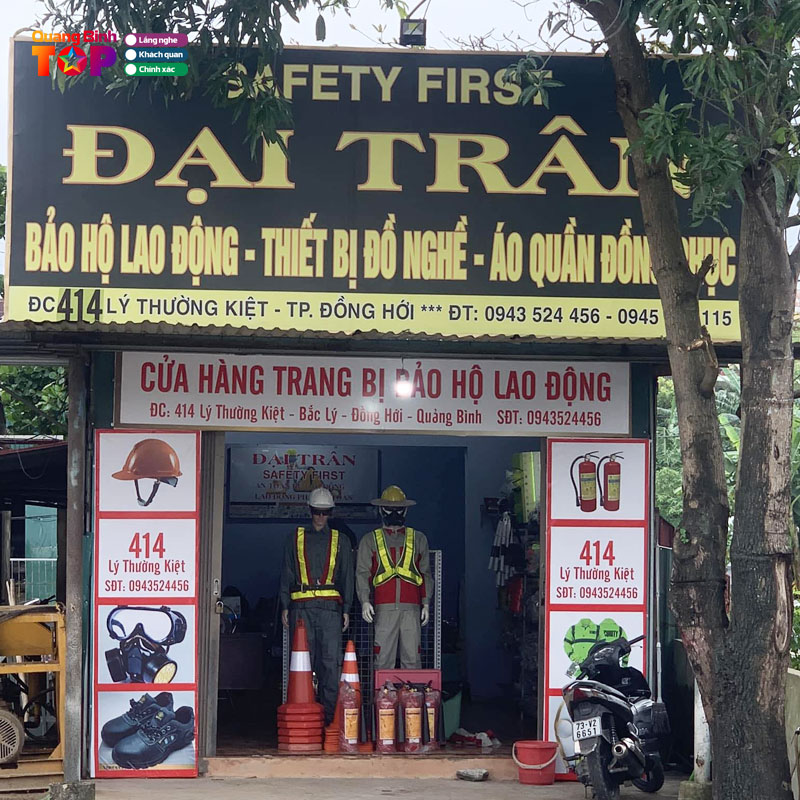 Quảng Bình
TOP
Lắng nghe
Khách quan
Chính xác
SAFETY FIRST
ĐẠI TRÂN
BẢO HỘ LAO ĐỘNG - THIẾT BỊ ĐỒ NGHỀ - ÁO QUẦN ĐỒNG PHỤC
ĐC 414 LÝ THƯỜNG KIỆT - TP. ĐỒNG HỚI *** ĐT: 0943 524 456 - 0945 115
CỬA HÀNG TRANG BỊ BẢO HỘ LAO ĐỘNG
ĐC: 414 Lý Thường Kiệt - Bắc Lý - Đồng Hới - Quảng Bình SĐT: 0943524456
ĐẠI TRÂN
SAFETY FIRST
414
Lý Thường Kiệt
SĐT: 0943524456
414
Lý Thường Kiệt
SĐT: 0943524456
73-V2
6651